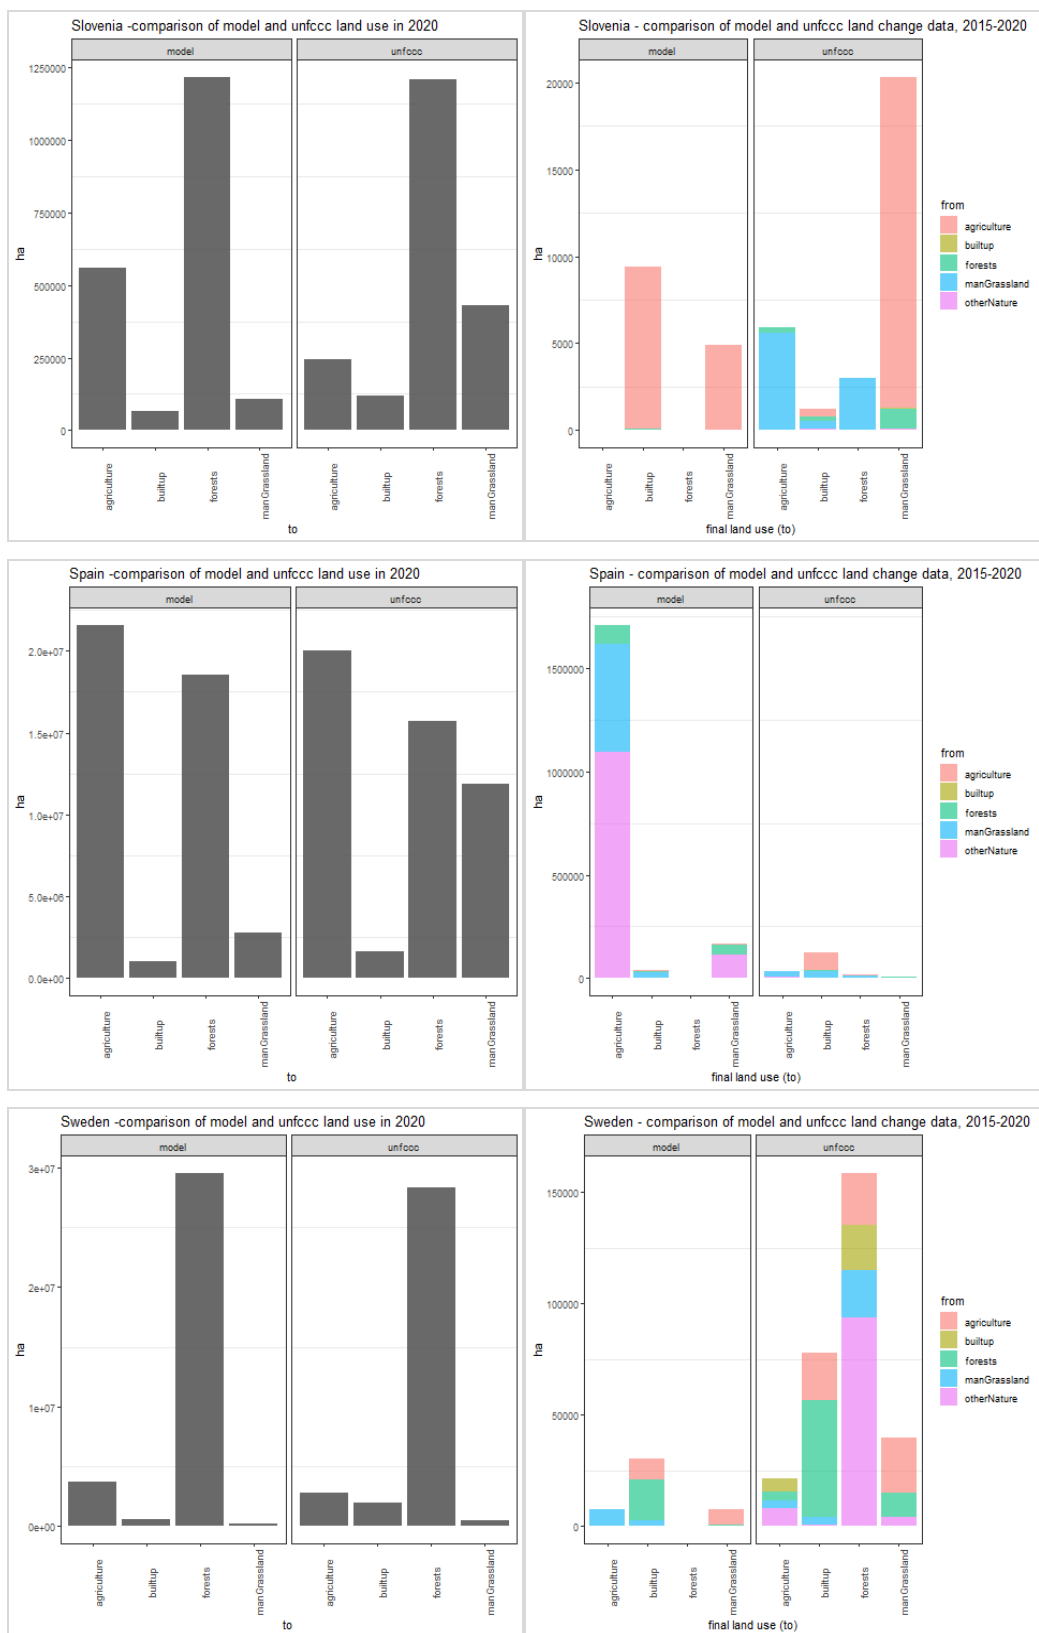 Slovenia -comparison of model and unfccc land use in 2020
model
unfccc
1250000
1000000
750000
500000
250000
0
ha
agriculture
builtup
forests
manGrassland
agriculture
builtup
forests
manGrassland
to
Slovenia - comparison of model and unfccc land change data, 2015-2020
model
unfccc
20000
15000
10000
5000
0
ha
agriculture
builtup
forests
manGrassland
agriculture
builtup
forests
manGrassland
final land use (to)
from
agriculture
builtup
forests
manGrassland
otherNature
Spain -comparison of model and unfccc land use in 2020
model
unfccc
2.0e+07
1.5e+07
1.0e+07
5.0e+06
0.0e+00
ha
agriculture
builtup
forests
manGrassland
agriculture
builtup
forests
manGrassland
to
Spain - comparison of model and unfccc land change data, 2015-2020
model
unfccc
1500000
1000000
500000
0
ha
agriculture
builtup
forests
manGrassland
agriculture
builtup
forests
manGrassland
final land use (to)
from
agriculture
builtup
forests
manGrassland
otherNature
Sweden -comparison of model and unfccc land use in 2020
model
unfccc
3e+07
2e+07
1e+07
0e+00
ha
agriculture
builtup
forests
manGrassland
agriculture
builtup
forests
manGrassland
to
Sweden - comparison of model and unfccc land change data, 2015-2020
model
unfccc
150000
100000
50000
0
ha
agriculture
builtup
forests
manGrassland
agriculture
builtup
forests
manGrassland
final land use (to)
from
agriculture
builtup
forests
manGrassland
otherNature